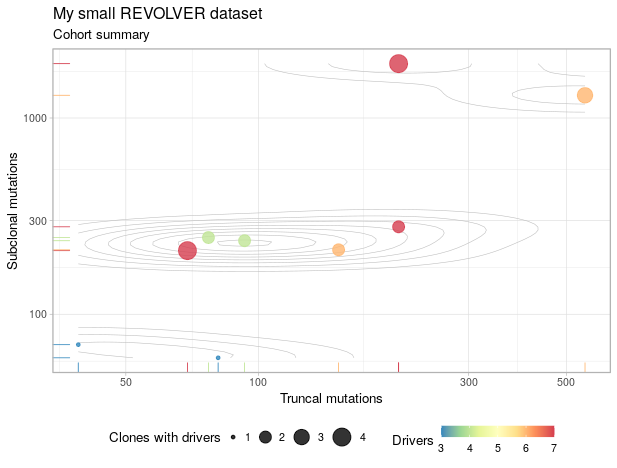 My small REVOLVER dataset
Cohort summary
Subclonal mutations
1000
300
100
50 100 300 500
Truncal mutations
Clones with drivers 1 2 3 4
Drivers
3 4 5 6 7